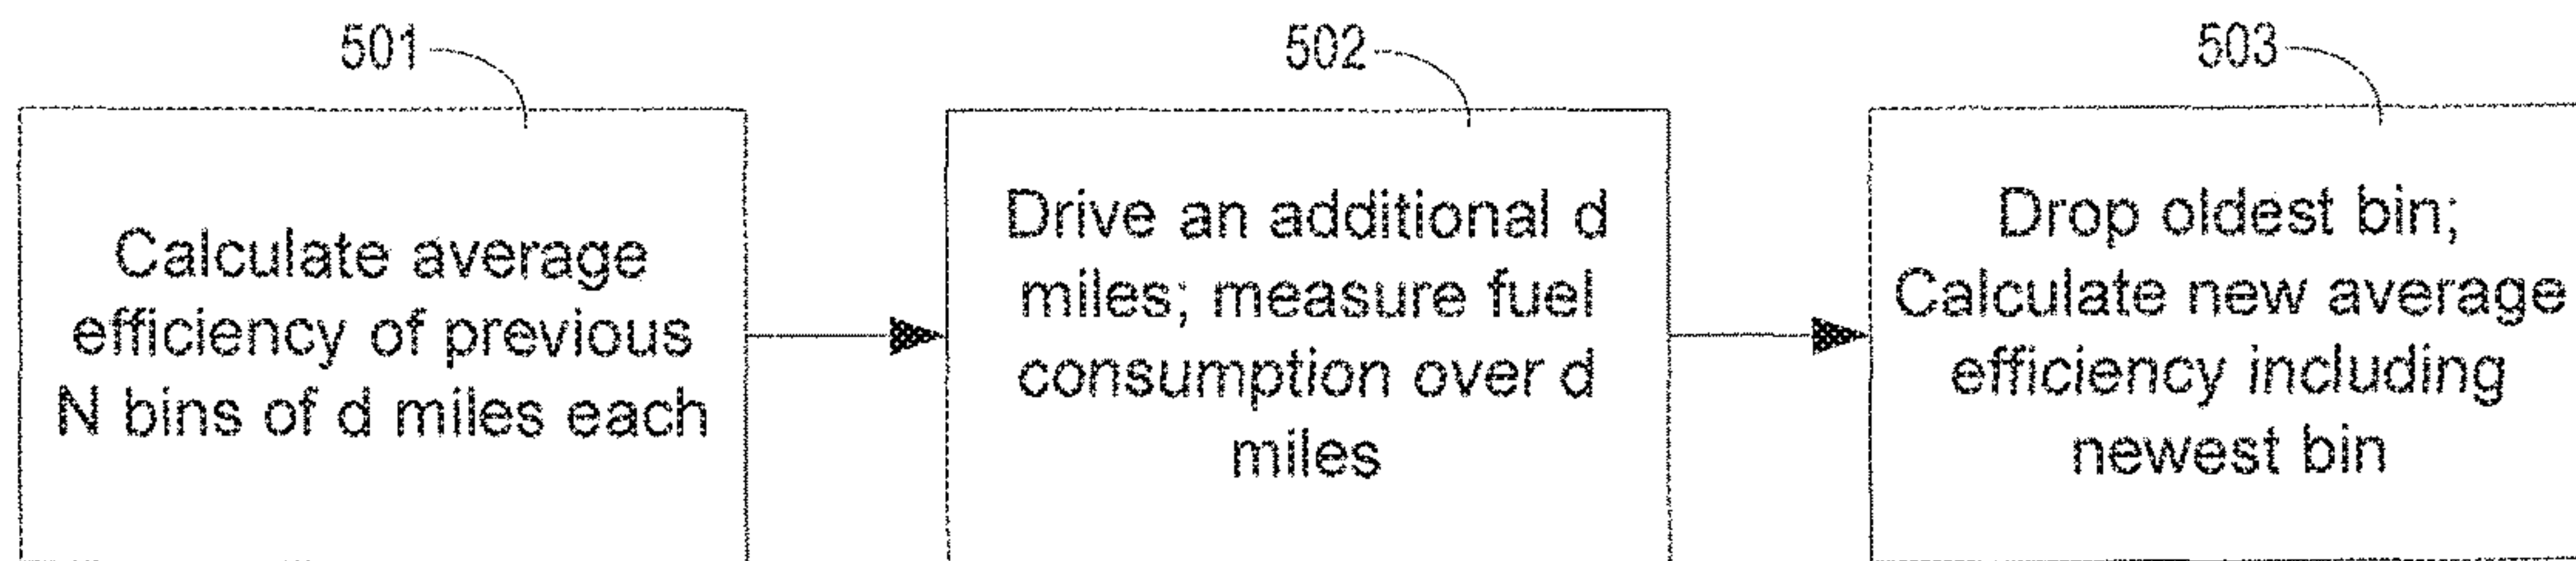 501
Calculate average
efficiency of previous
N bins of d miles each
502
Drive an additional d
miles; measure fuel
consumption over d
miles
503
Drop oldest bin;
Calculate new average
efficiency including
newest bin